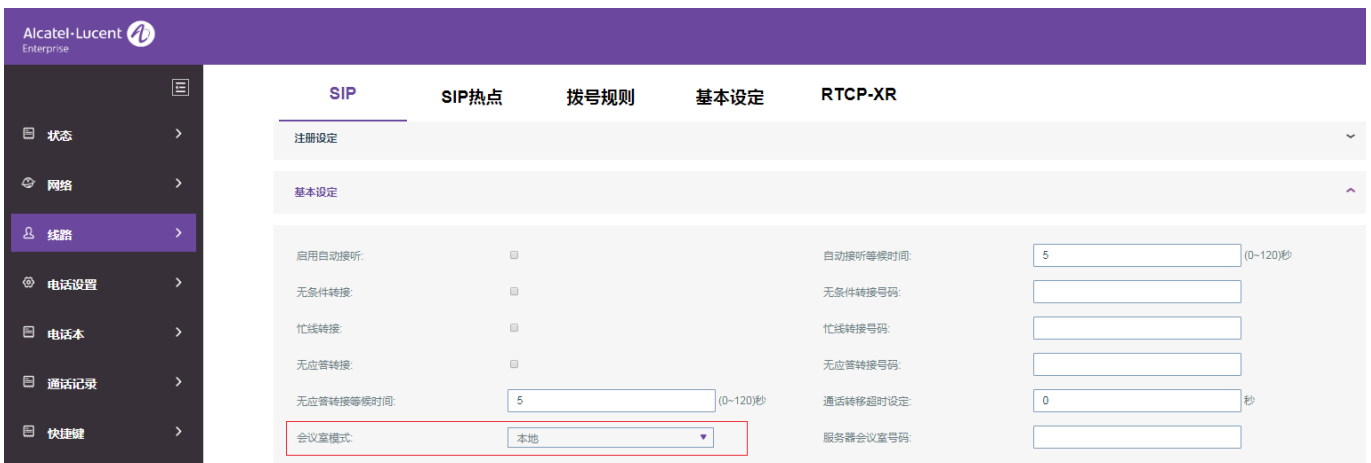 Alcatel·Lucent
Enterprise
SIP
SIP热点
拨号规则
基本设定
RTCP-XR
状态
网络
线路
电话设置
电话本
通话记录
快捷键
注册设定
基本设定
启用自动接听:
自动接听等候时间: 5 (0~120)秒
无条件转接:
无条件转接号码:
忙线转接:
忙线转接号码:
无应答转接:
无应答转接号码:
无应答转接等候时间: 5 (0~120)秒
通话转移超时设定: 0 秒
会议室模式: 本地
服务器会议室号码: